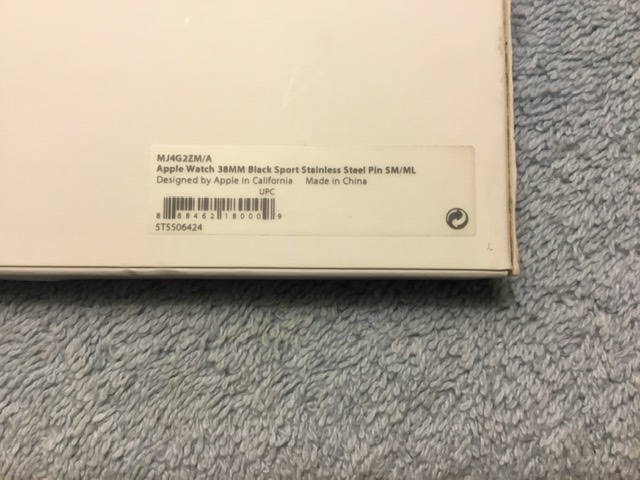 MJ4G2ZM/A
Apple Watch 38MM Black Sport Stainless Steel Pin SM/ML
Designed by Apple in California Made in China
UPC
8 88462 18000 9
ST5506424